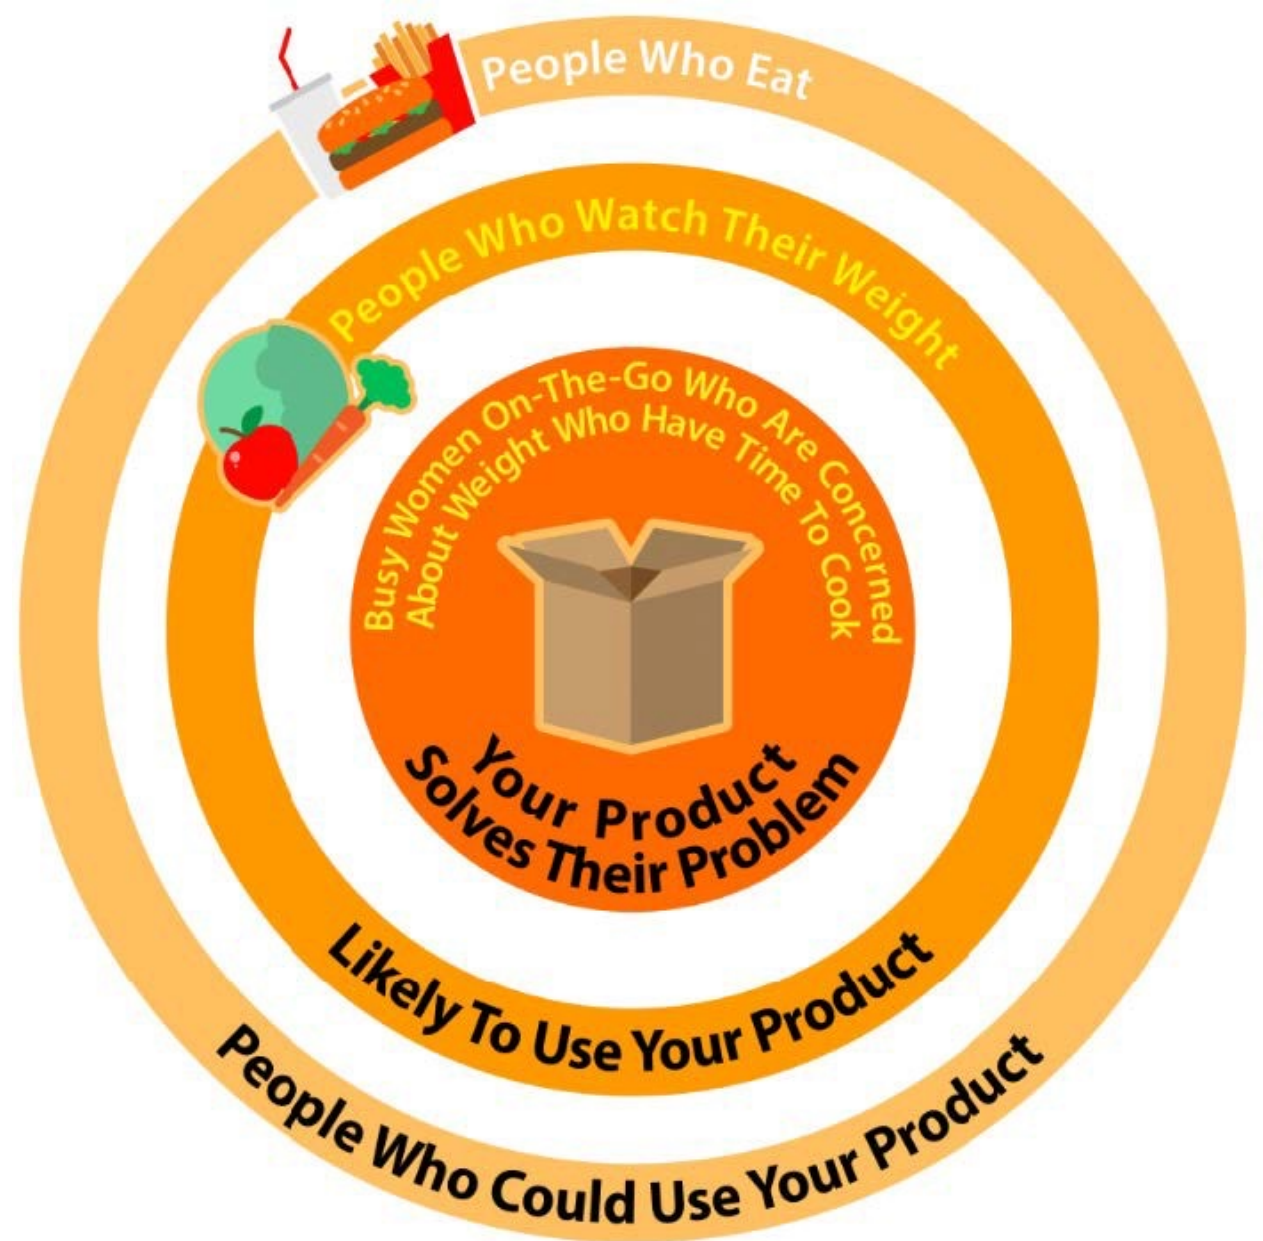 People Who Eat
People Who Watch Their Weight
Busy Women On-The-Go Who Are Concerned
About Weight Who Have Time To Cook
Your Product
Solves Their Problem
Likely To Use Your Product
People Who Could Use Your Product